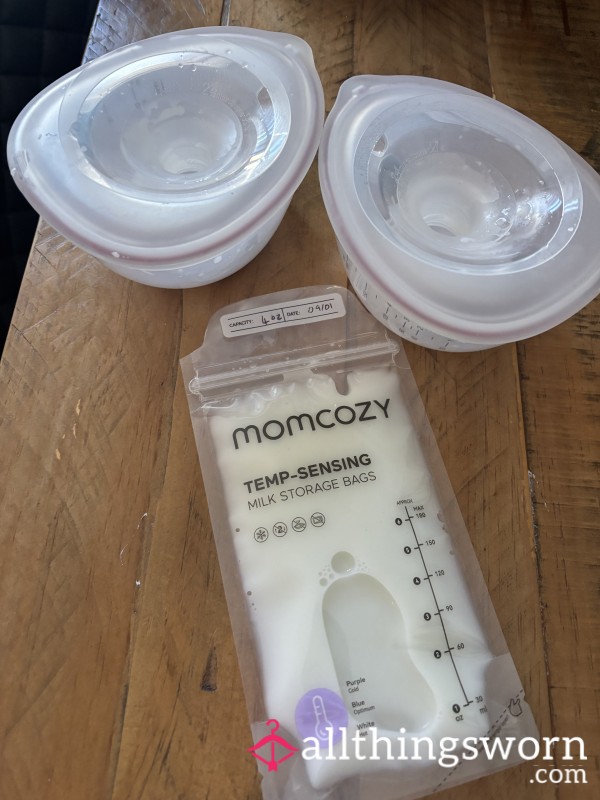 CAPACITY: 4 oz DATE: 09/01
momcozy
TEMP-SENSING
MILK STORAGE BAGS
APPROX MAX
6 180
5 150
4 120
3 90
2 60
1 30
oz ml
Purple
Cold
Blue
Optimum
White
allthingsworn
.com